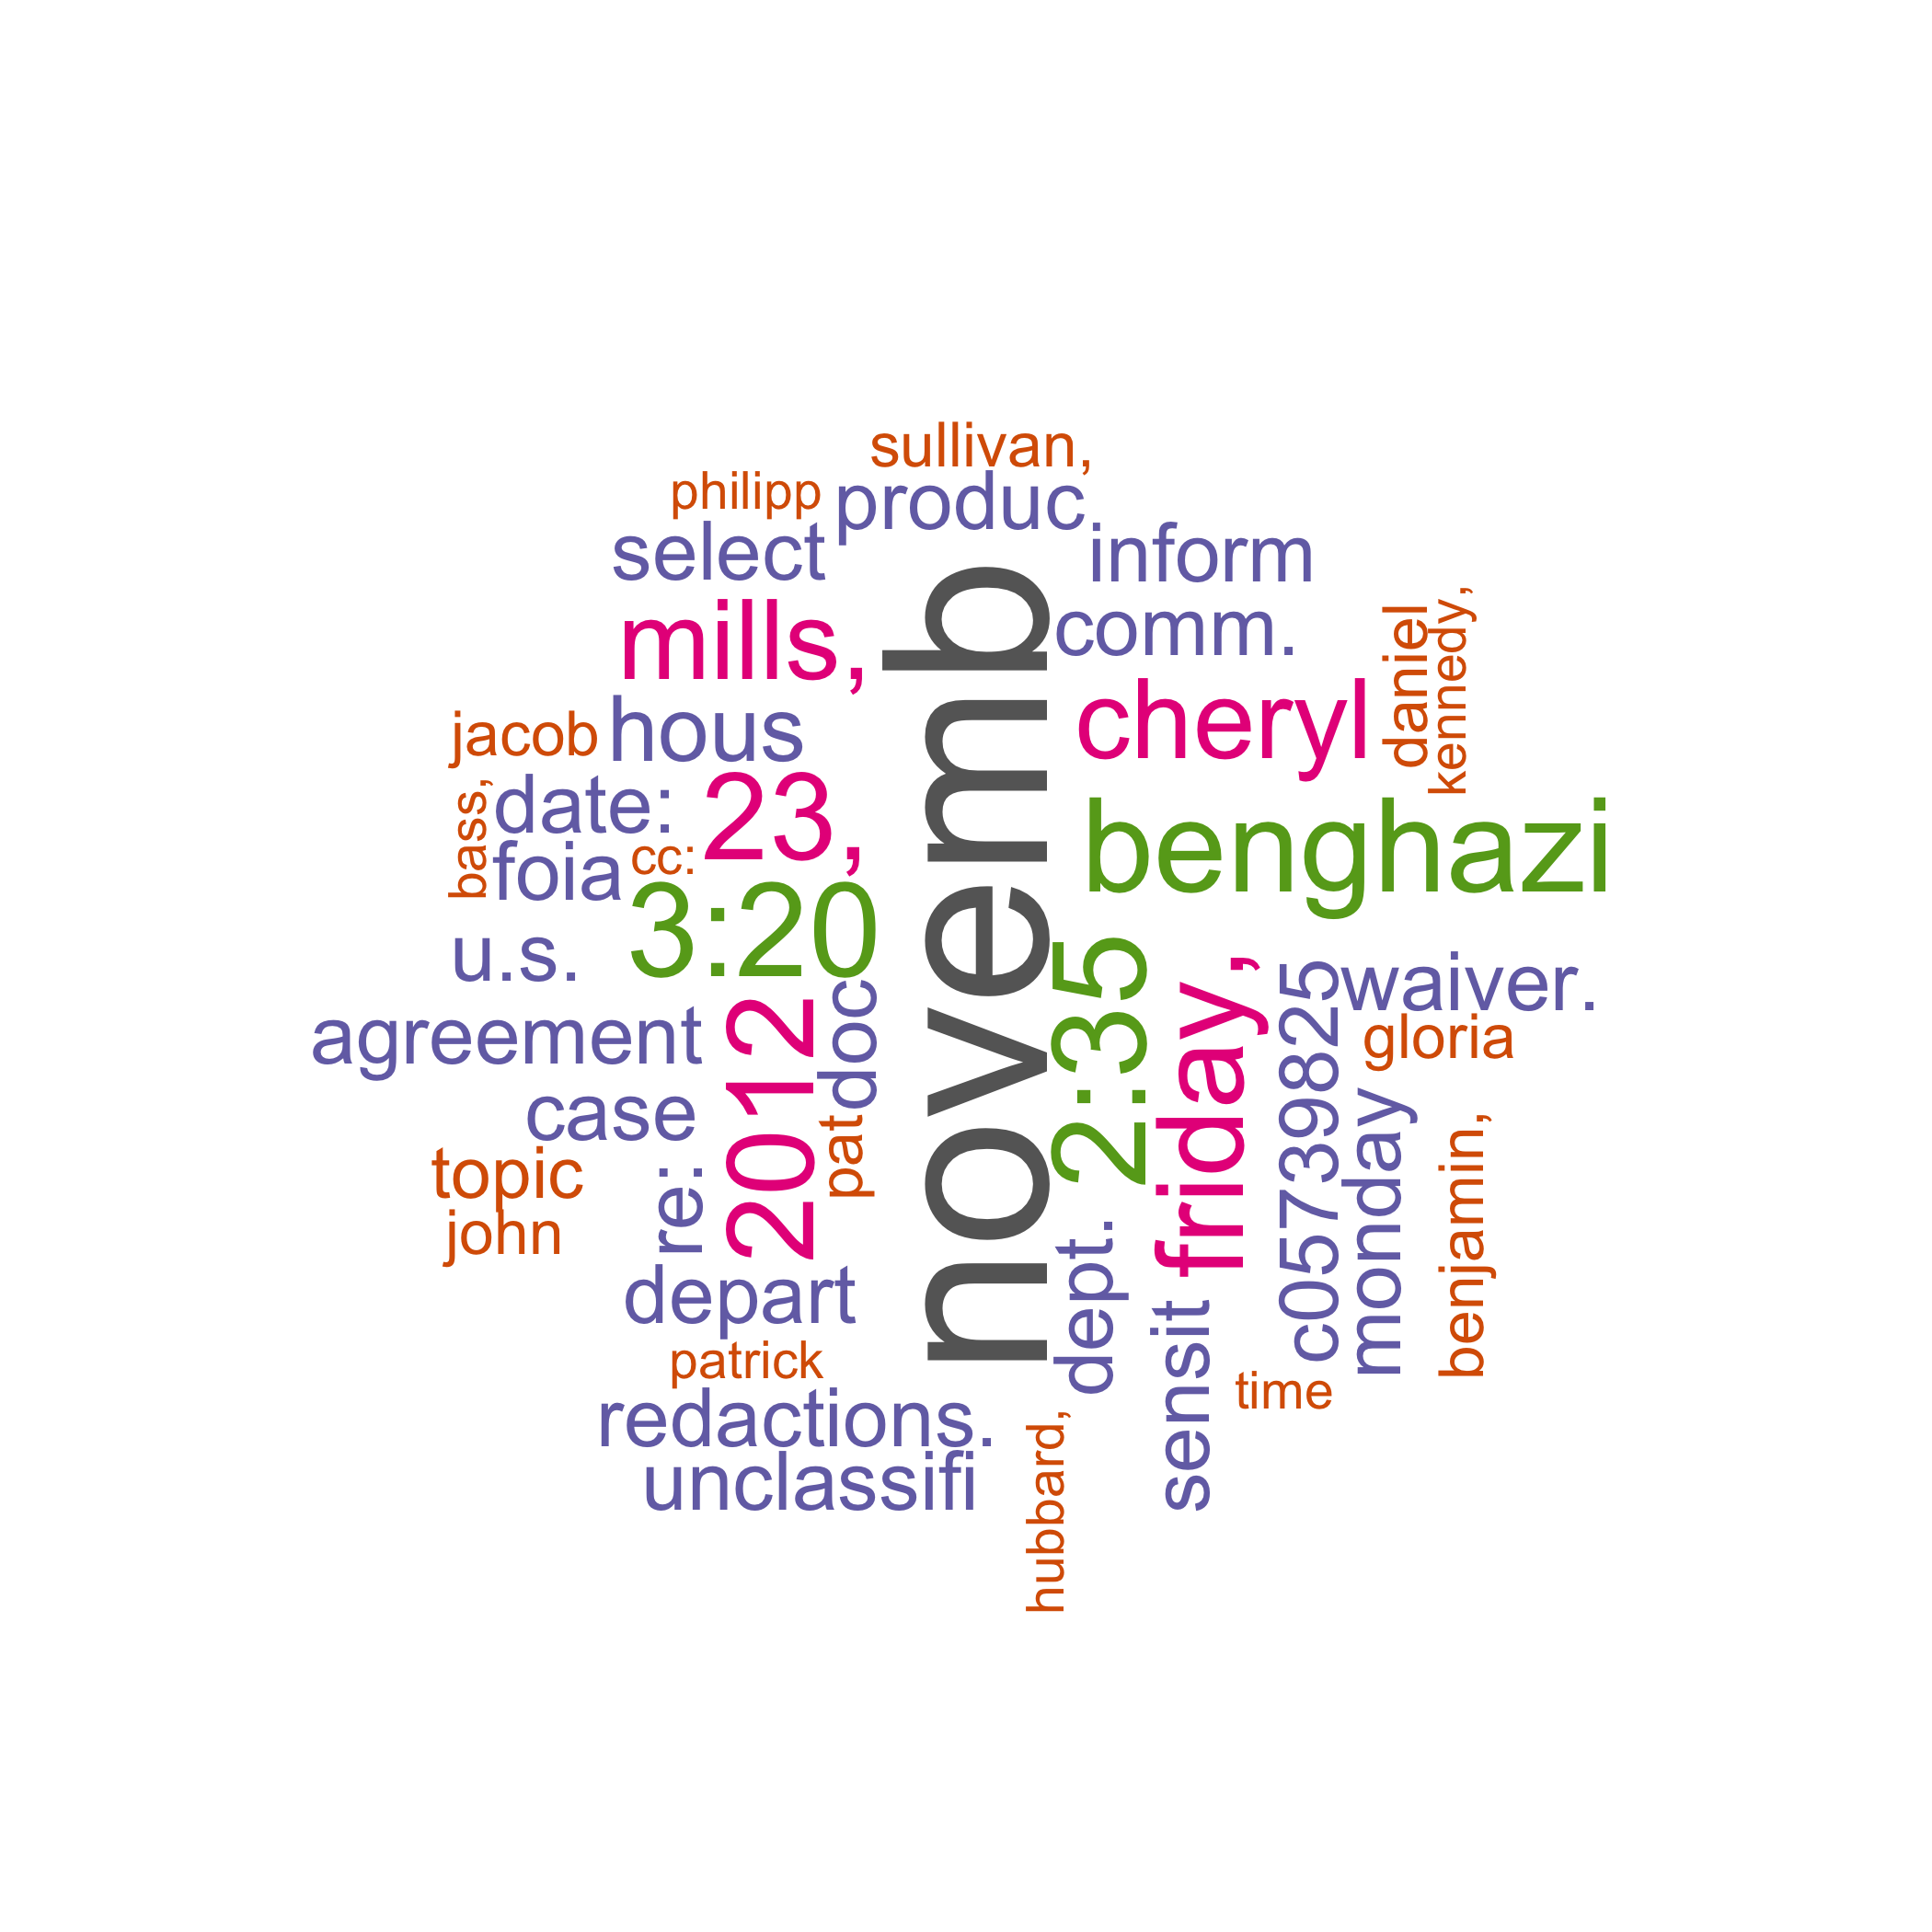 sullivan,
philipp
produc
select
inform
mills,
comm.
novemb
daniel
kennedy,
jacob
hous
cheryl
bass,
date:
23,
benghazi
foia
cc:
3:20
u.s.
2:35
friday,
c05739825
waiver.
agreement
2012
doc
gloria
case
pat
monday
topic
re:
benjamin,
john
depart
dept.
sensit
patrick
time
redactions.
unclassifi
hubbard,